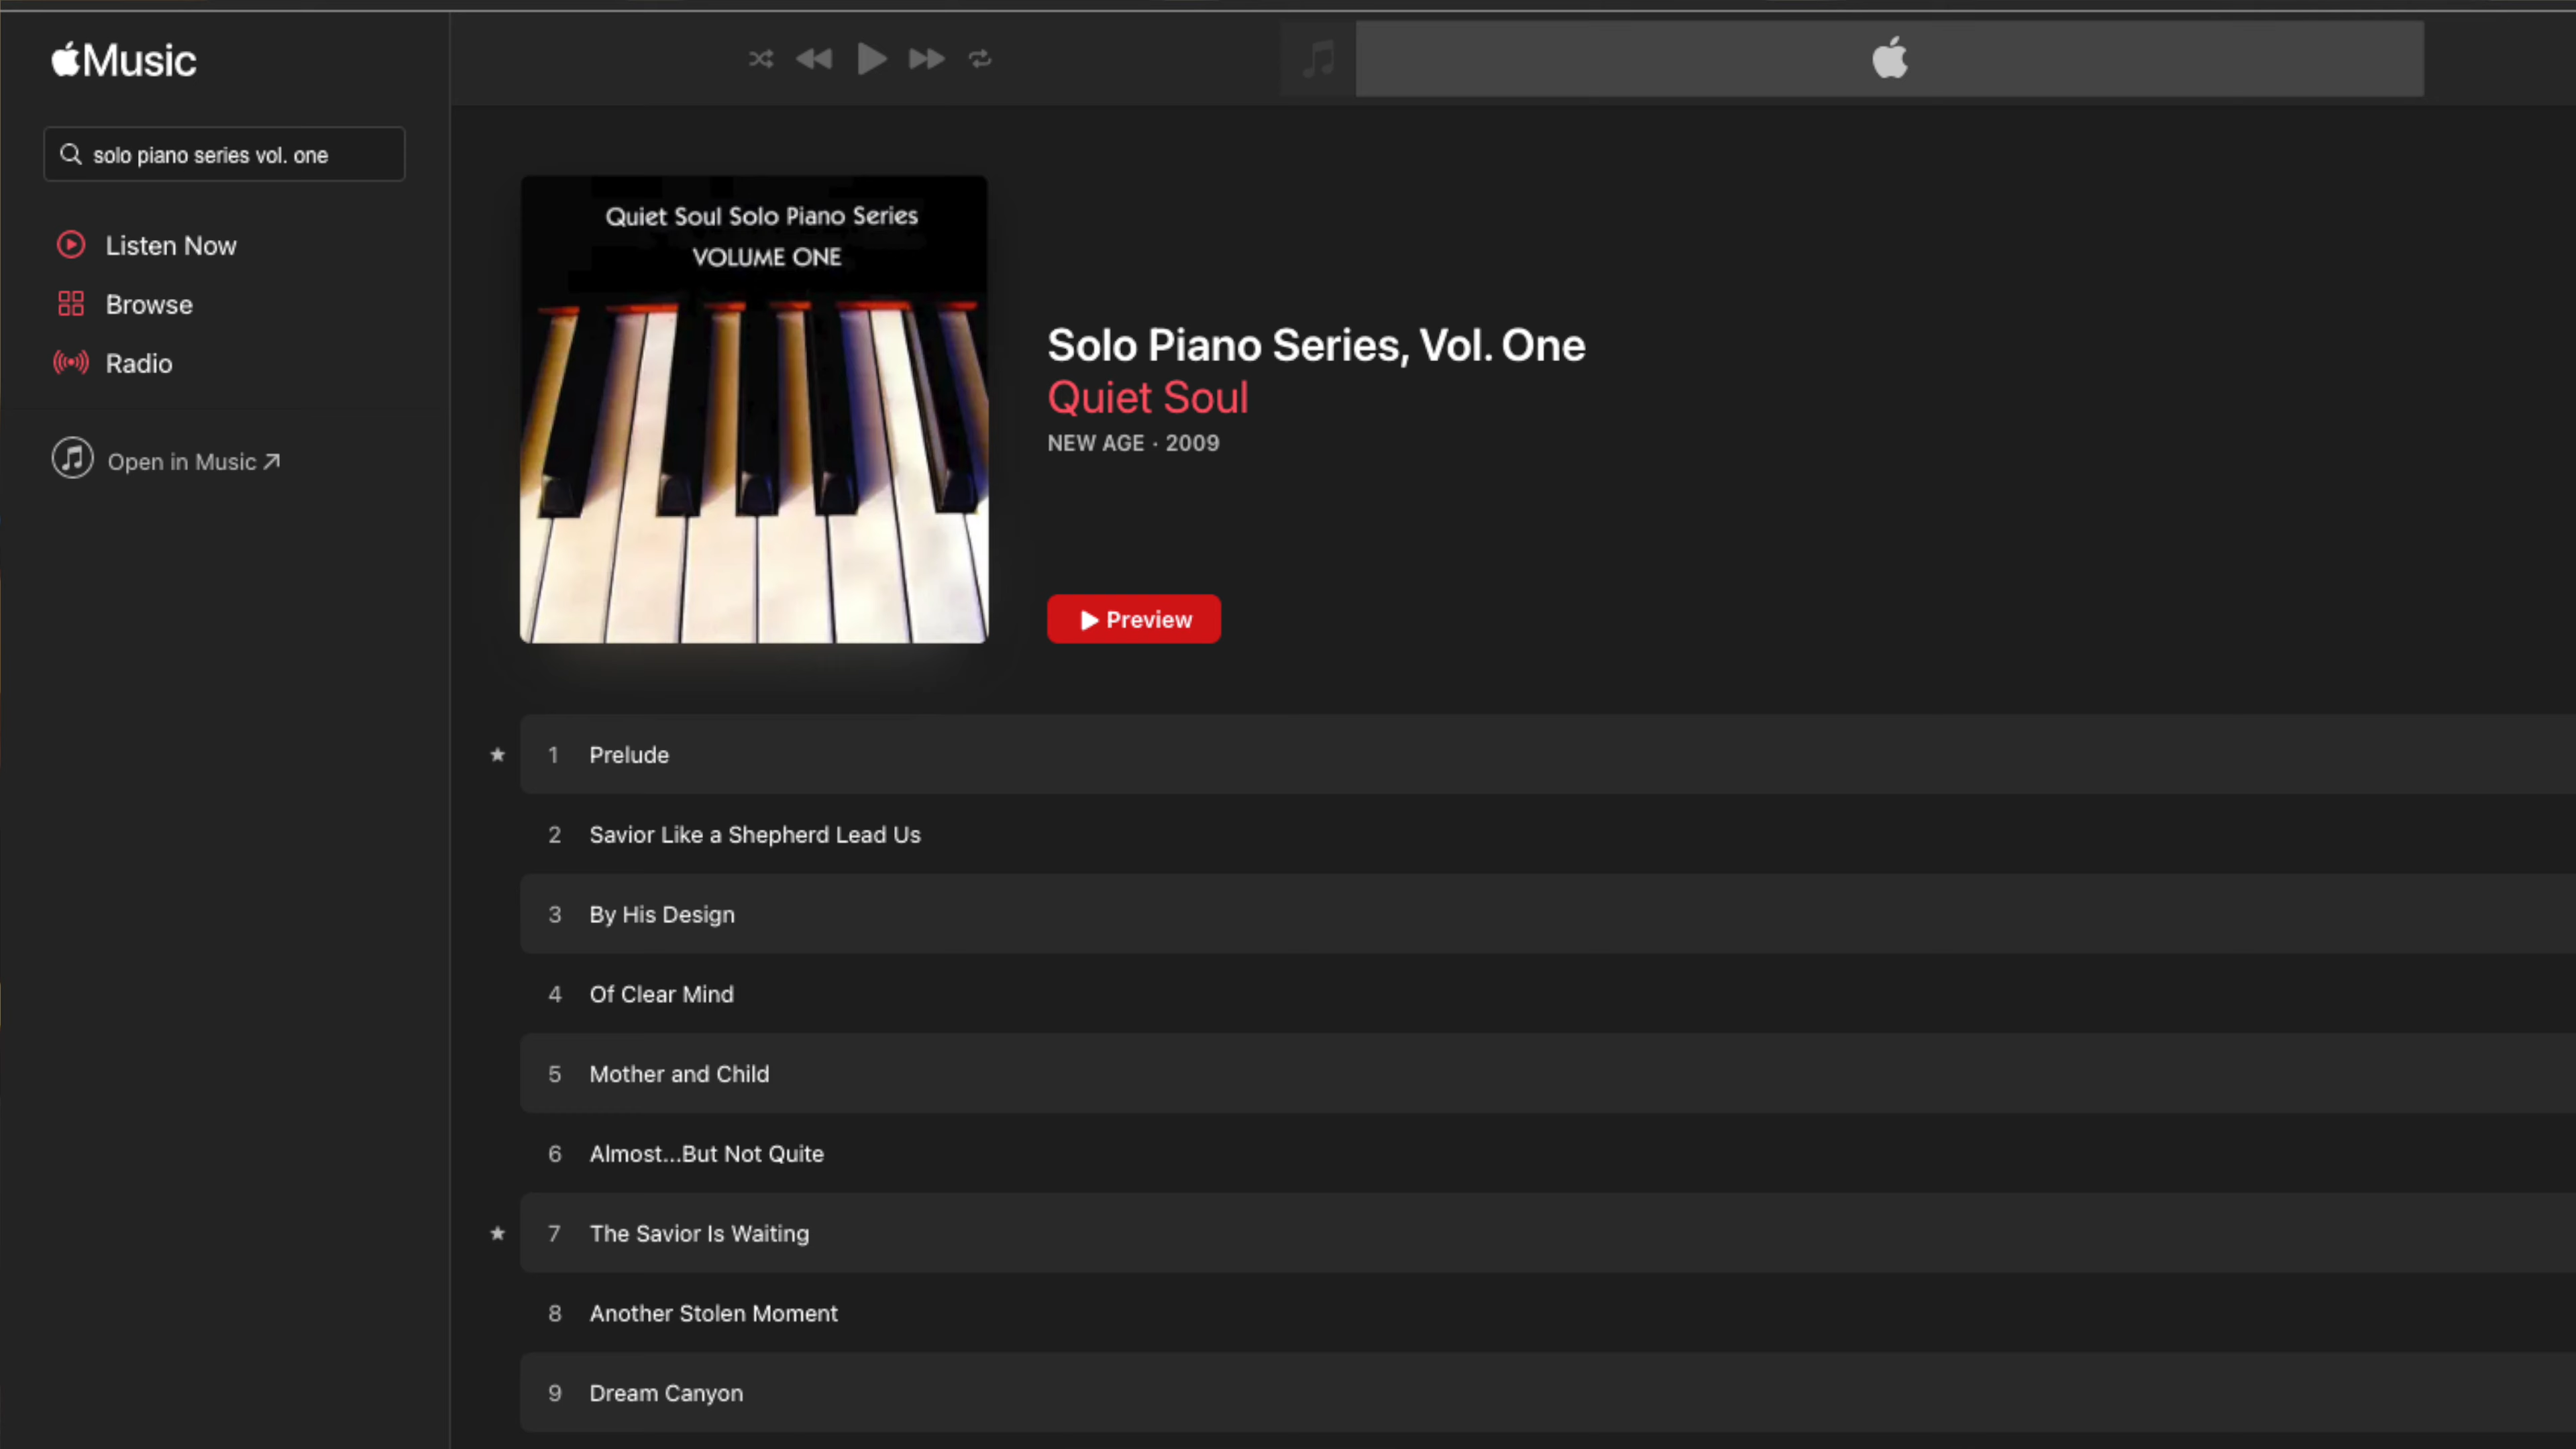 Music
solo piano series vol. one
Listen Now
Browse
Radio
Open in Music
Quiet Soul Solo Piano Series
VOLUME ONE
Solo Piano Series, Vol. One
Quiet Soul
NEW AGE · 2009
Preview
1 Prelude
2 Savior Like a Shepherd Lead Us
3 By His Design
4 Of Clear Mind
5 Mother and Child
6 Almost...But Not Quite
7 The Savior Is Waiting
8 Another Stolen Moment
9 Dream Canyon